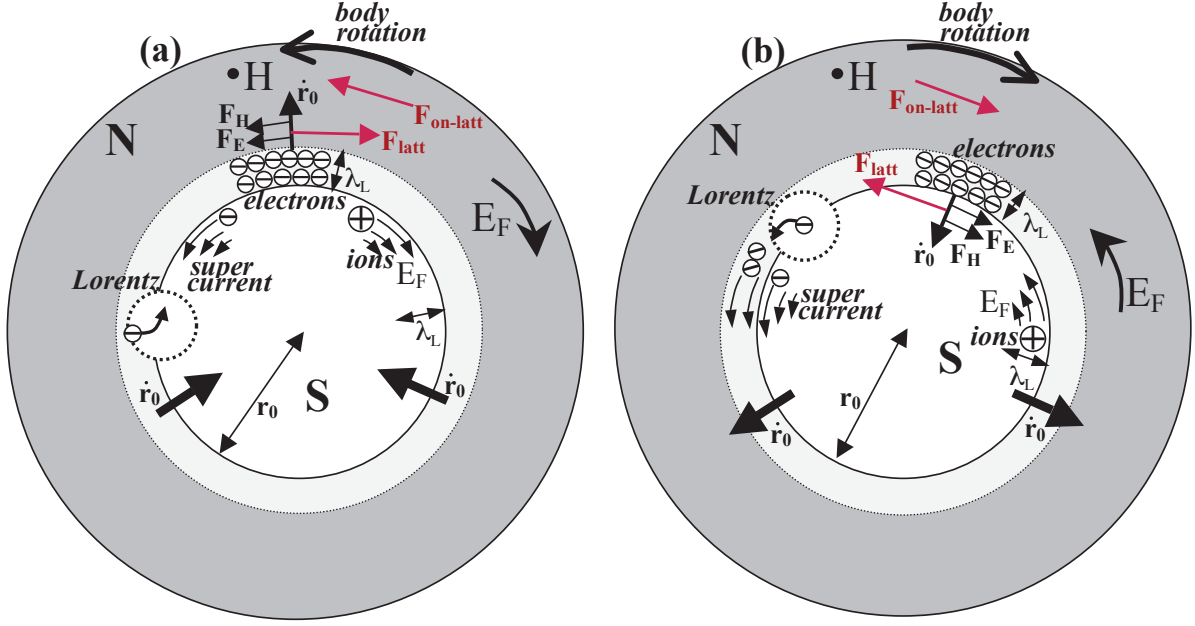 (a)
body
rotation
• H
ṙ₀
F_H
F_E
F_on-latt
F_latt
N
λ_L
electrons
E_F
super
current
ions
E_F
Lorentz
λ_L
S
ṙ₀
r₀
ṙ₀
(b)
body
rotation
• H
F_on-latt
N
electrons
F_latt
Lorentz
λ_L
F_E
ṙ₀
F_H
super
current
E_F
E_F
ions
S
λ_L
r₀
ṙ₀
ṙ₀